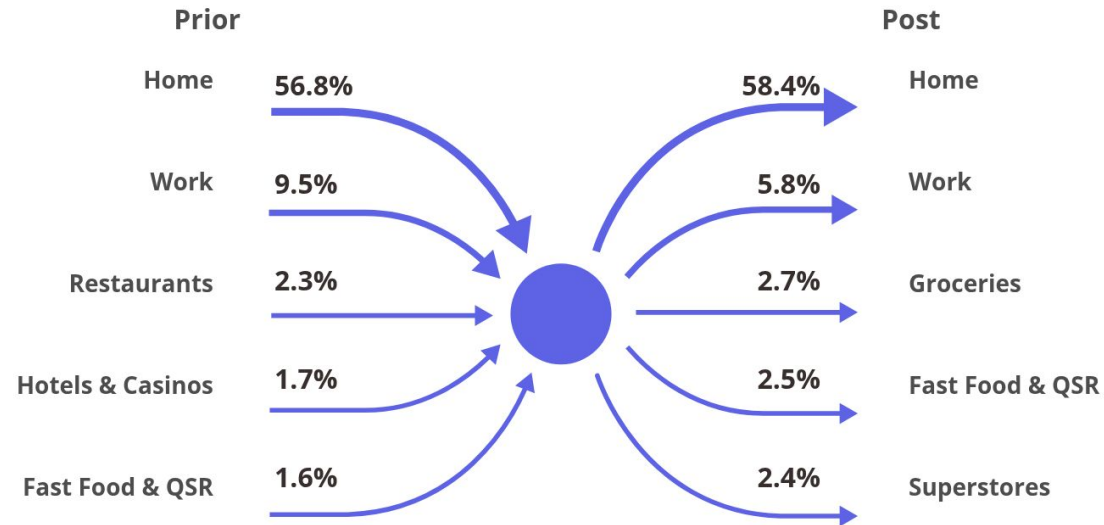 Prior
Post
Home
56.8%
58.4%
Home
Work
9.5%
5.8%
Work
Restaurants
2.3%
2.7%
Groceries
Hotels & Casinos
1.7%
2.5%
Fast Food & QSR
Fast Food & QSR
1.6%
2.4%
Superstores